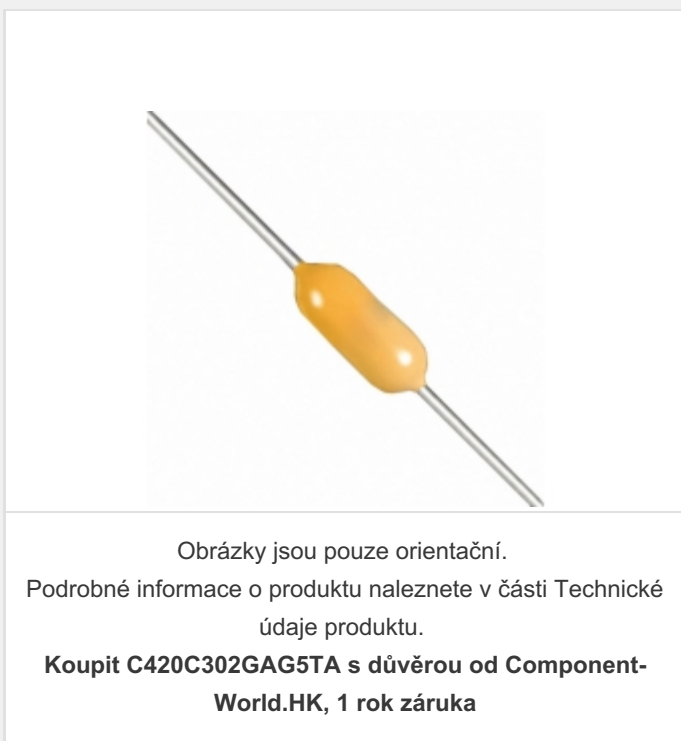 Obrázky jsou pouze orientační.
Podrobné informace o produktu naleznete v části Technické
údaje produktu.
Koupit C420C302GAG5TA s důvěrou od Component-
World.HK, 1 rok záruka